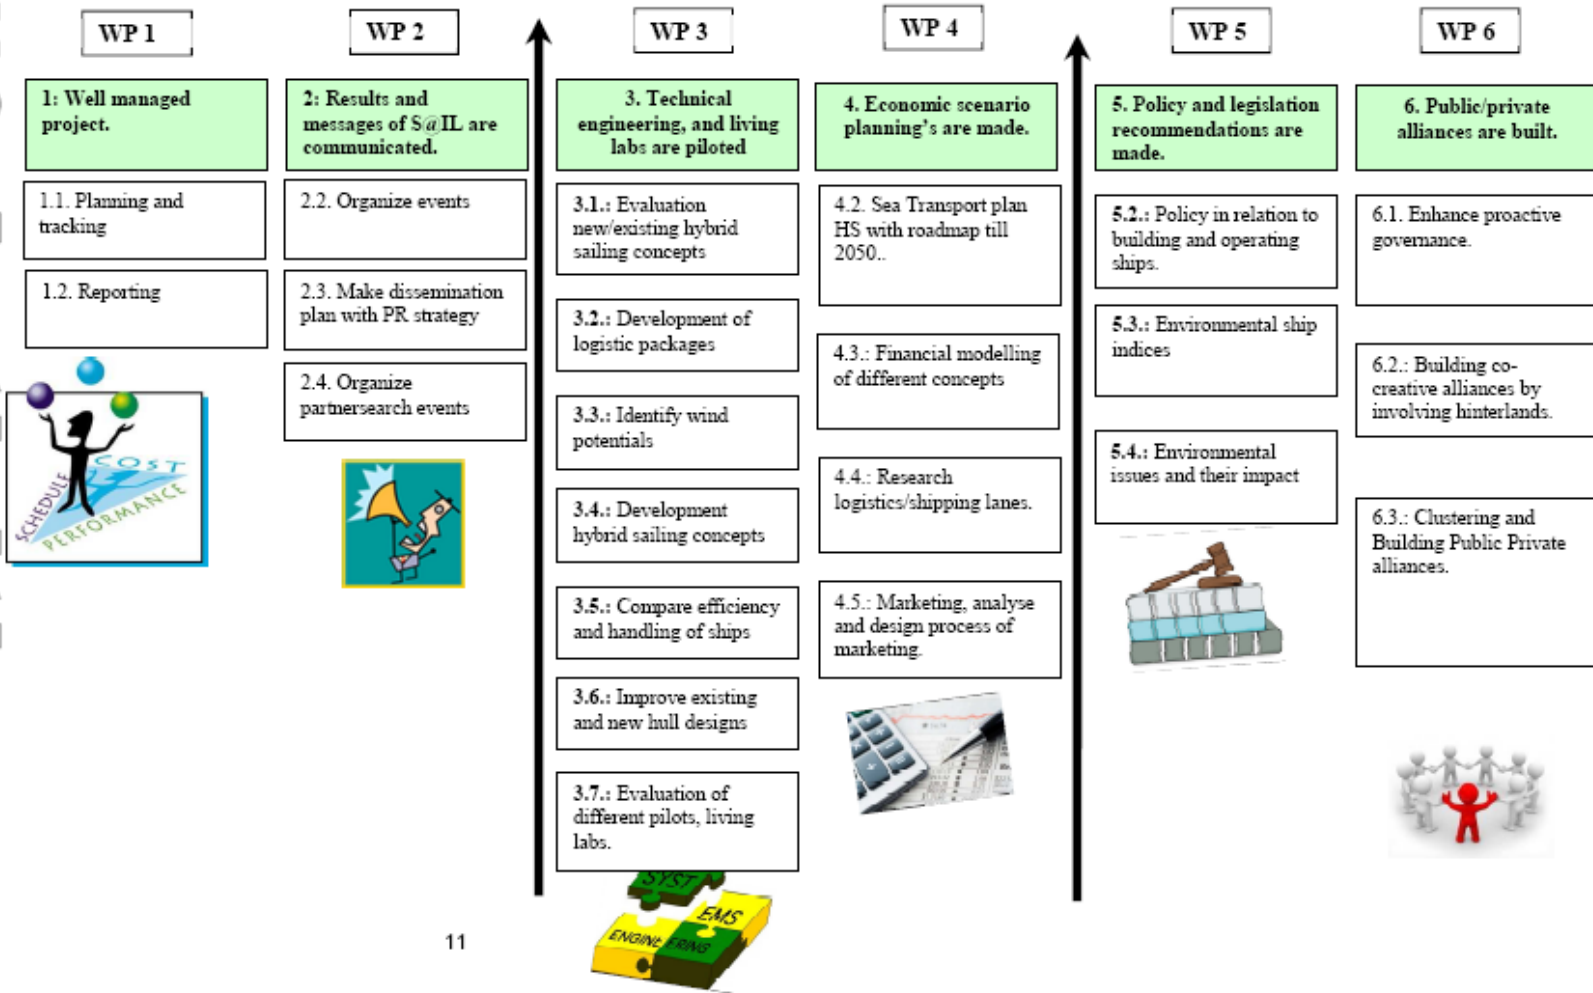 WP 1
1: Well managed
project.
1.1. Planning and
tracking
1.2. Reporting
SCHEDULE
COST
PERFORMANCE
WP 2
2: Results and
messages of S@IL are
communicated.
2.2. Organize events
2.3. Make dissemination
plan with PR strategy
2.4. Organize
partnersearch events
WP 3
3. Technical
engineering, and living
labs are piloted
3.1.: Evaluation
new/existing hybrid
sailing concepts
3.2.: Development of
logistic packages
3.3.: Identify wind
potentials
3.4.: Development
hybrid sailing concepts
3.5.: Compare efficiency
and handling of ships
3.6.: Improve existing
and new hull designs
3.7.: Evaluation of
different pilots, living
labs.
SYST
EMS
ENGINE ERING
WP 4
4. Economic scenario
planning's are made.
4.2. Sea Transport plan
HS with roadmap till
2050..
4.3.: Financial modelling
of different concepts
4.4.: Research
logistics/shipping lanes.
4.5.: Marketing, analyse
and design process of
marketing.
WP 5
5. Policy and legislation
recommendations are
made.
5.2.: Policy in relation to
building and operating
ships.
5.3.: Environmental ship
indices
5.4.: Environmental
issues and their impact
WP 6
6. Public/private
alliances are built.
6.1. Enhance proactive
governance.
6.2.: Building co-
creative alliances by
involving hinterlands.
6.3.: Clustering and
Building Public Private
alliances.
11